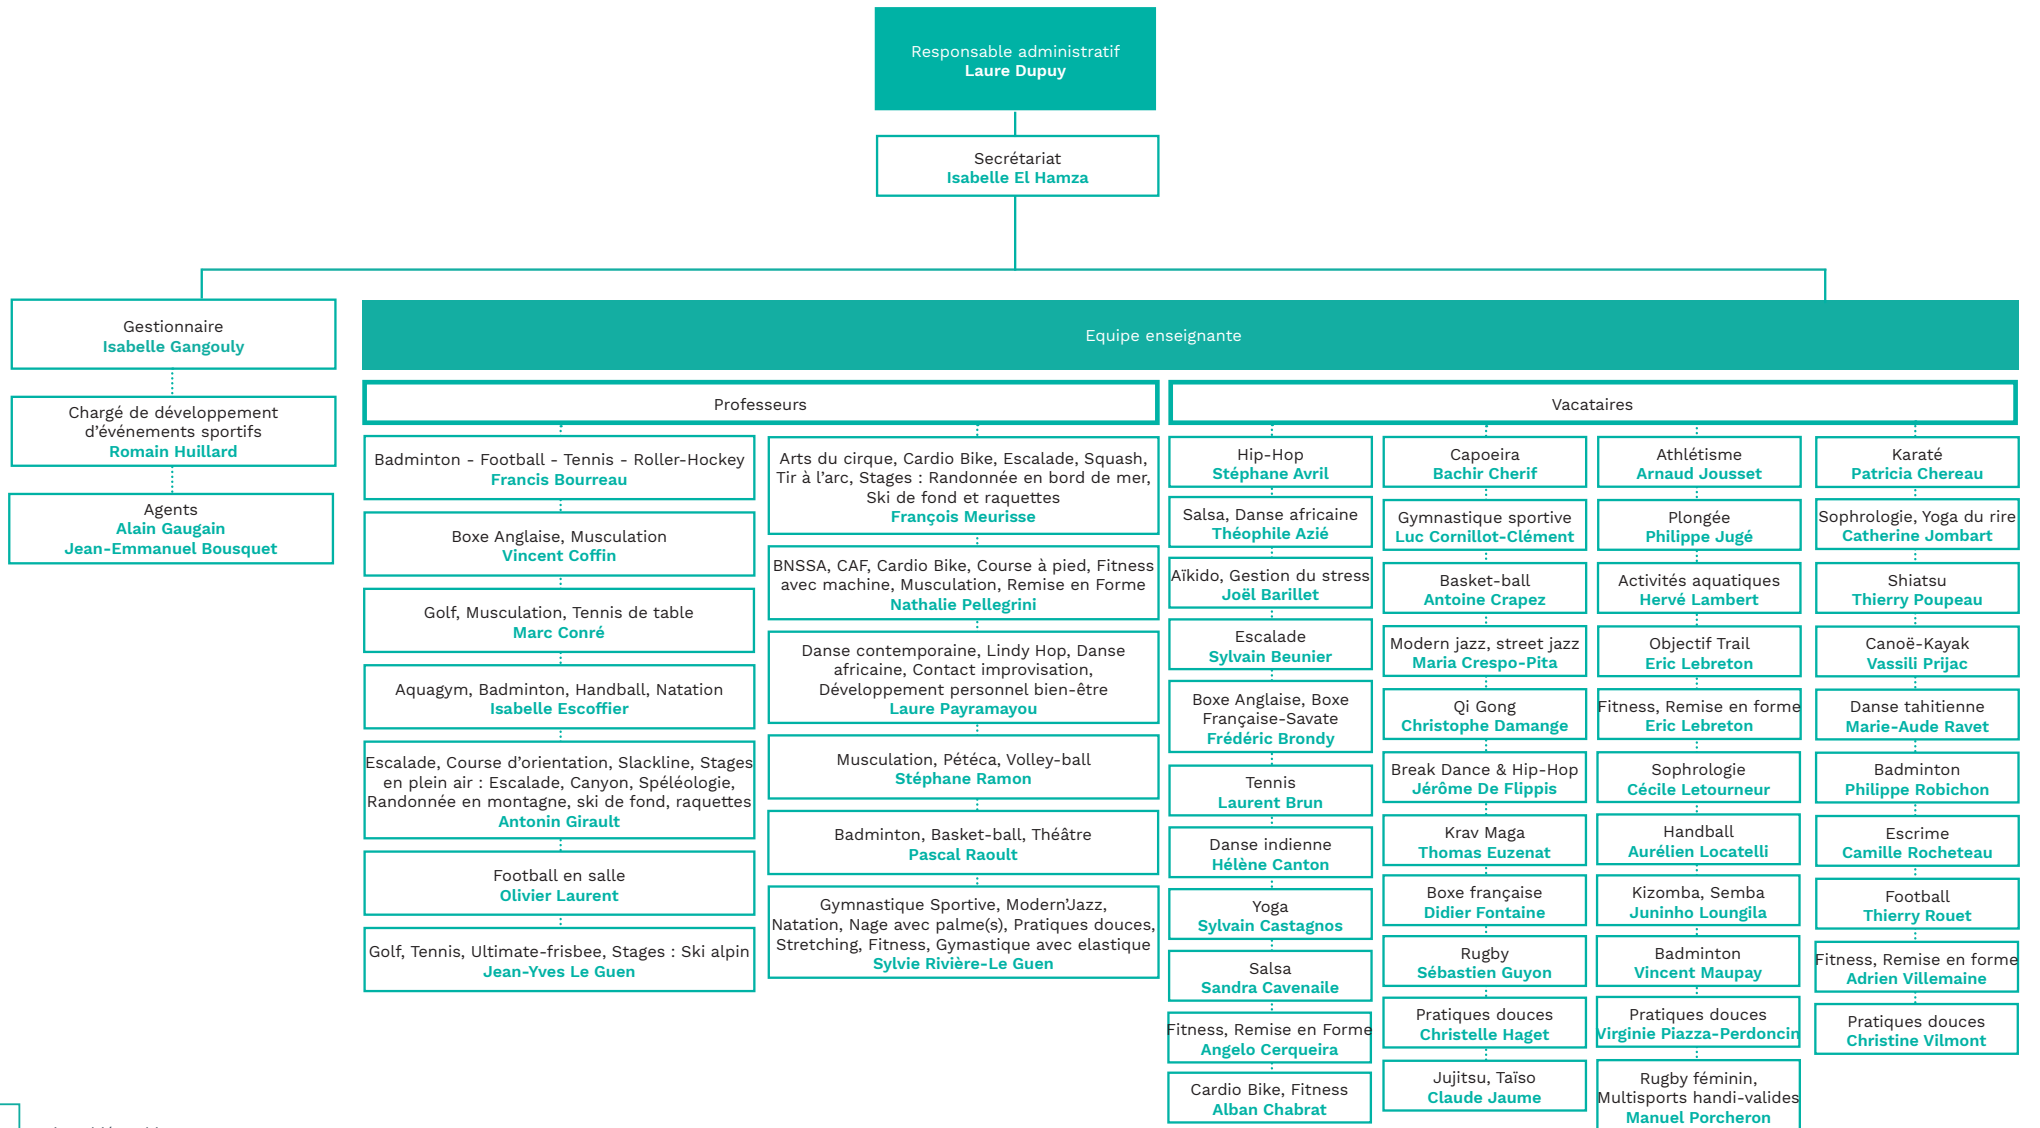 Responsable administratif
Laure Dupuy
Secrétariat
Isabelle El Hamza
Gestionnaire
Isabelle Gangouly
Chargé de développement
d'événements sportifs
Romain Huillard
Agents
Alain Gaugain
Jean-Emmanuel Bousquet
Equipe enseignante
Professeurs
Badminton - Football - Tennis - Roller-Hockey
Francis Bourreau
Boxe Anglaise, Musculation
Vincent Coffin
Golf, Musculation, Tennis de table
Marc Conré
Aquagym, Badminton, Handball, Natation
Isabelle Escoffier
Escalade, Course d'orientation, Slackline, Stages
en plein air : Escalade, Canyon, Spéléologie,
Randonnée en montagne, ski de fond, raquettes
Antonin Girault
Football en salle
Olivier Laurent
Golf, Tennis, Ultimate-frisbee, Stages : Ski alpin
Jean-Yves Le Guen
Arts du cirque, Cardio Bike, Escalade, Squash,
Tir à l'arc, Stages : Randonnée en bord de mer,
Ski de fond et raquettes
François Meurisse
BNSSA, CAF, Cardio Bike, Course à pied, Fitness
avec machine, Musculation, Remise en Forme
Nathalie Pellegrini
Danse contemporaine, Lindy Hop, Danse
africaine, Contact improvisation,
Développement personnel bien-être
Laure Payramayou
Musculation, Pétéca, Volley-ball
Stéphane Ramon
Badminton, Basket-ball, Théâtre
Pascal Raoult
Gymnastique Sportive, Modern'Jazz,
Natation, Nage avec palme(s), Pratiques douces,
Stretching, Fitness, Gymastique avec elastique
Sylvie Rivière-Le Guen
Vacataires
Hip-Hop
Stéphane Avril
Salsa, Danse africaine
Théophile Azié
Aïkido, Gestion du stress
Joël Barillet
Escalade
Sylvain Beunier
Boxe Anglaise, Boxe
Française-Savate
Frédéric Brondy
Tennis
Laurent Brun
Danse indienne
Hélène Canton
Yoga
Sylvain Castagnos
Salsa
Sandra Cavenaile
Fitness, Remise en Forme
Angelo Cerqueira
Cardio Bike, Fitness
Alban Chabrat
Capoeira
Bachir Cherif
Gymnastique sportive
Luc Cornillot-Clément
Basket-ball
Antoine Crapez
Modern jazz, street jazz
Maria Crespo-Pita
Qi Gong
Christophe Damange
Break Dance & Hip-Hop
Jérôme De Flippis
Krav Maga
Thomas Euzenat
Boxe française
Didier Fontaine
Rugby
Sébastien Guyon
Pratiques douces
Christelle Haget
Jujitsu, Taïso
Claude Jaume
Athlétisme
Arnaud Jousset
Plongée
Philippe Jugé
Activités aquatiques
Hervé Lambert
Objectif Trail
Eric Lebreton
Fitness, Remise en forme
Eric Lebreton
Sophrologie
Cécile Letourneur
Handball
Aurélien Locatelli
Kizomba, Semba
Juninho Loungila
Badminton
Vincent Maupay
Pratiques douces
Virginie Piazza-Perdoncin
Rugby féminin,
Multisports handi-valides
Manuel Porcheron
Karaté
Patricia Chereau
Sophrologie, Yoga du rire
Catherine Jombart
Shiatsu
Thierry Poupeau
Canoë-Kayak
Vassili Prijac
Danse tahitienne
Marie-Aude Ravet
Badminton
Philippe Robichon
Escrime
Camille Rocheteau
Football
Thierry Rouet
Fitness, Remise en forme
Adrien Villemaine
Pratiques douces
Christine Vilmont